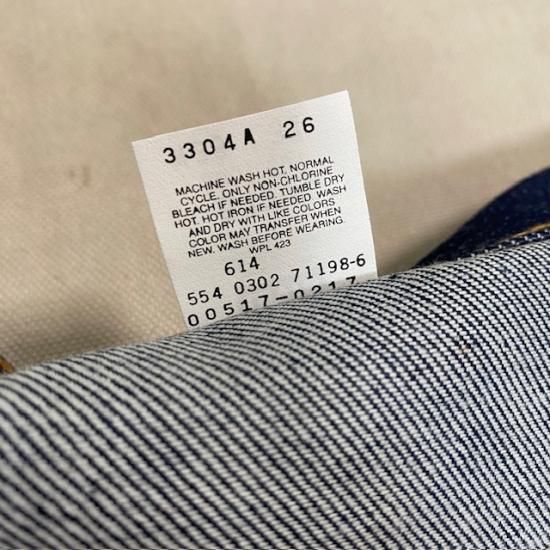 3304A 26
MACHINE WASH HOT. NORMAL
CYCLE. ONLY NON-CHLORINE
BLEACH IF NEEDED. TUMBLE DRY
HOT. HOT IRON IF NEEDED. WASH
AND DRY WITH LIKE COLORS
COLOR MAY TRANSFER WHEN
NEW. WASH BEFORE WEARING.
WPL 423
614
554 0302 71198-6
00517-0217